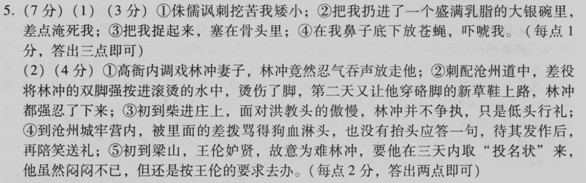 5.(7 分)(1)(3 分)①侏儒讽刺挖苦我矮小;②把我扔进了一个盛满乳脂的大银碗里,
差点淹死我;③把我捉起来,塞在骨头里;④在我鼻子底下放苍蝇,吓唬我。(每点 1
分,答出三点即可)
(2)(4 分)①高衙内调戏林冲妻子,林冲竟然忍气吞声放走他;②刺配沧州道中,差役
将林冲的双脚强按进滚烫的水中,烫伤了脚,第二天又让他穿硌脚的新草鞋上路,林冲
都强忍了下来;③初到柴进庄上,面对洪教头的傲慢,林冲并不争执,只是低头行礼;
④到沧州城牢营内,被里面的差拨骂得狗血淋头,也没有抬头应答一句,待其发作后,
再陪笑送礼;⑤初到梁山,王伦妒贤,故意为难林冲,要他在三天内取“投名状”来,
他虽然闷闷不已,但还是按王伦的要求去办。(每点 2 分,答出两点即可)